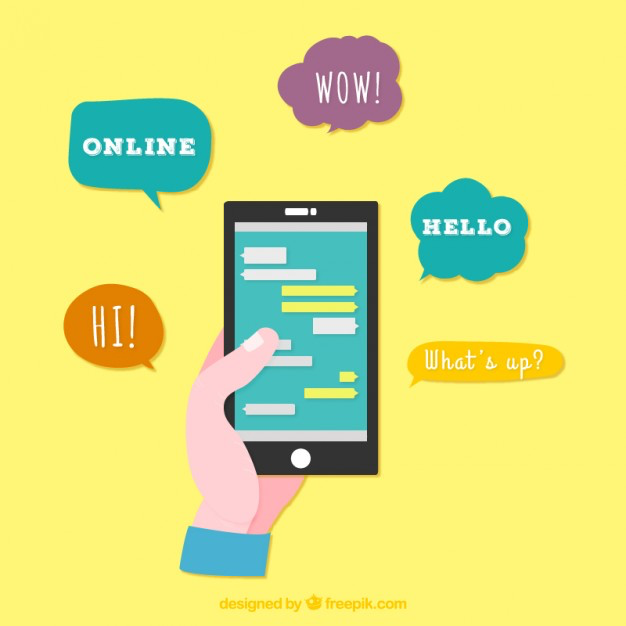 WOW!
ONLINE
HELLO
HI!
What's up?
designed by freepik.com